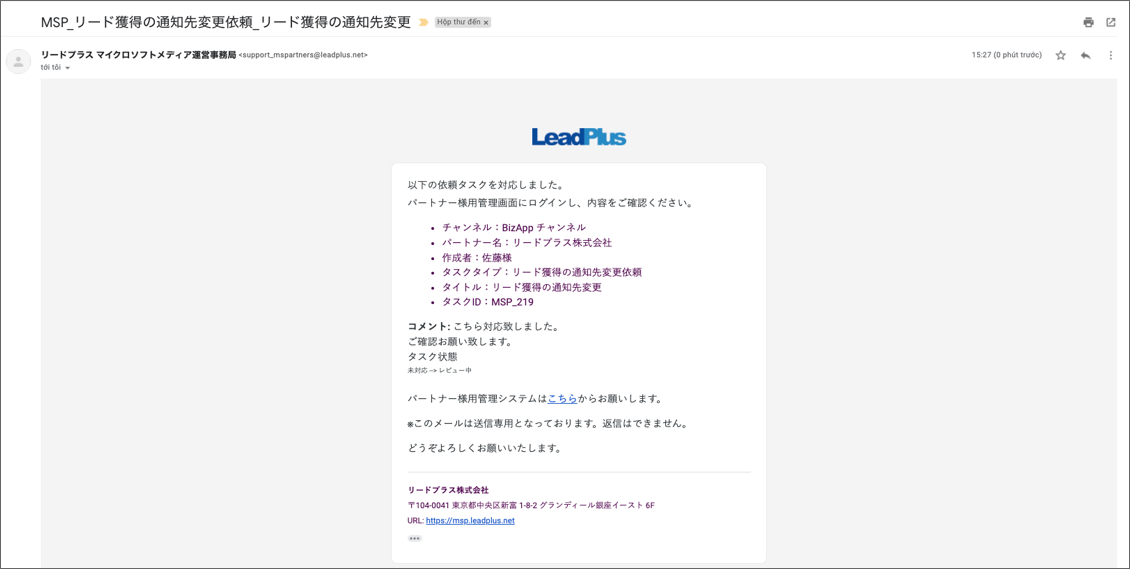 MSP_リード獲得の通知先変更依頼_リード獲得の通知先変更 Hộp thư đến ×
リードプラス マイクロソフトメディア運営事務局 <support_mspartners@leadplus.net> 15:27 (0 phút trước)
tới tôi
LeadPlus
以下の依頼タスクを対応しました。
パートナー様用管理画面にログインし、内容をご確認ください。
• チャンネル：BizApp チャンネル
• パートナー名：リードプラス株式会社
• 作成者：佐藤様
• タスクタイプ：リード獲得の通知先変更依頼
• タイトル：リード獲得の通知先変更
• タスクID：MSP_219
コメント: こちら対応致しました。
ご確認お願い致します。
タスク状態
未対応 --> レビュー中
パートナー様用管理システムはこちらからお願いします。
※このメールは送信専用となっております。返信はできません。
どうぞよろしくお願いいたします。
リードプラス株式会社
〒104-0041 東京都中央区新富 1-8-2 グランディール銀座イースト 6F
URL: https://msp.leadplus.net